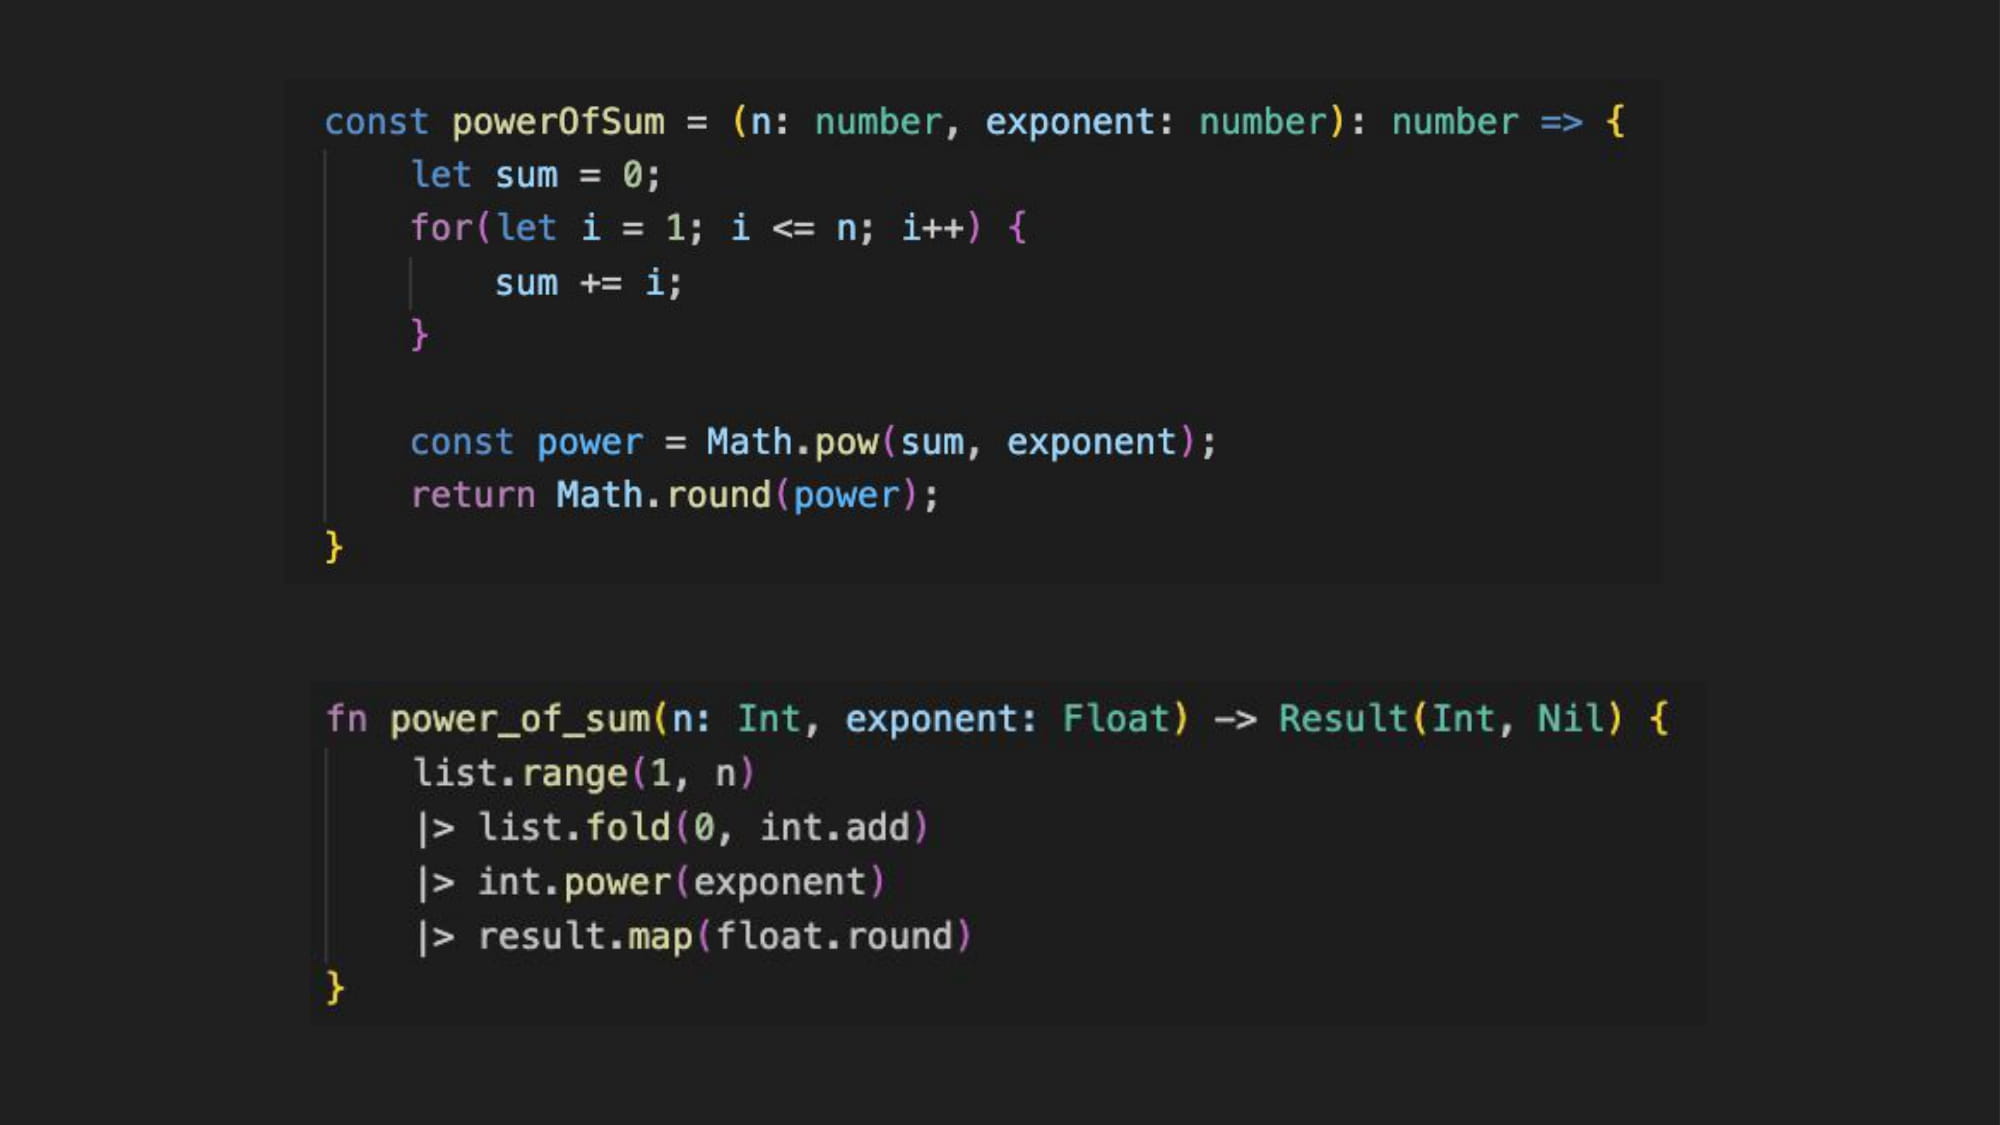 const powerOfSum = (n: number, exponent: number): number => {
    let sum = 0;
    for(let i = 1; i <= n; i++) {
        sum += i;
    }
    const power = Math.pow(sum, exponent);
    return Math.round(power);
}
fn power_of_sum(n: Int, exponent: Float) -> Result(Int, Nil) {
    list.range(1, n)
    |> list.fold(0, int.add)
    |> int.power(exponent)
    |> result.map(float.round)
}